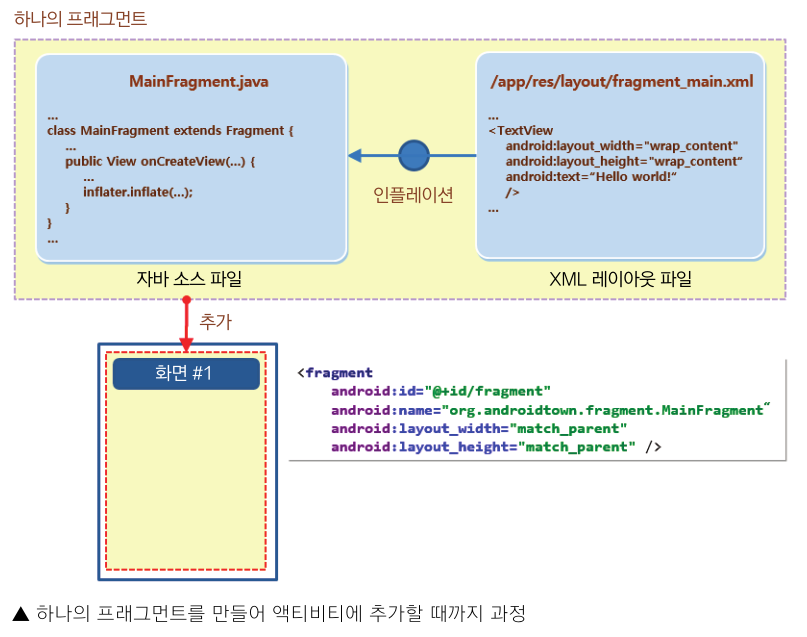 하나의 프래그먼트
MainFragment.java
...
class MainFragment extends Fragment {
...
public View onCreateView(...) {
...
inflater.inflate(...);
}
}
...
자바 소스 파일
인플레이션
/app/res/layout/fragment_main.xml
...
<TextView
android:layout_width="wrap_content"
android:layout_height="wrap_content“
android:text=“Hello world!“
/>
...
XML 레이아웃 파일
추가
화면 #1
<fragment
android:id="@+id/fragment"
android:name="org.androidtown.fragment.MainFragment“
android:layout_width="match_parent"
android:layout_height="match_parent" />
▲ 하나의 프래그먼트를 만들어 액티비티에 추가할 때까지 과정